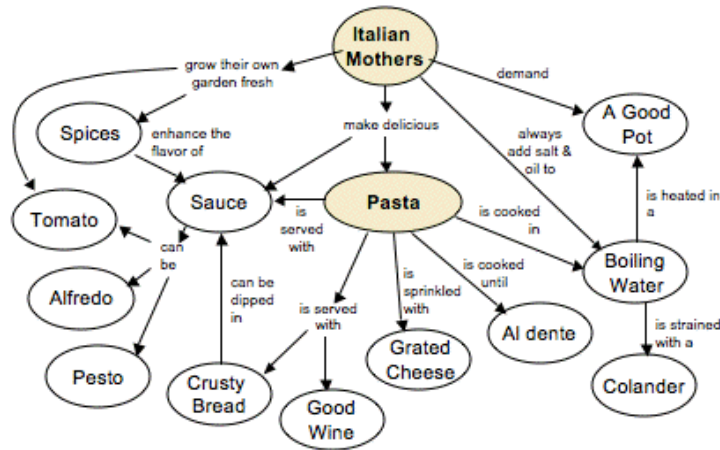 Italian
Mothers
grow their own
garden fresh
demand
Spices
enhance the
flavor of
make delicious
always
add salt &
oil to
A Good
Pot
Tomato
Sauce
is
served
with
Pasta
is cooked
in
is heated in
a
can
be
Alfredo
can be
dipped
in
is served
with
is
sprinkled
with
is cooked
until
Boiling
Water
Al dente
is strained
with a
Pesto
Crusty
Bread
Good
Wine
Grated
Cheese
Colander